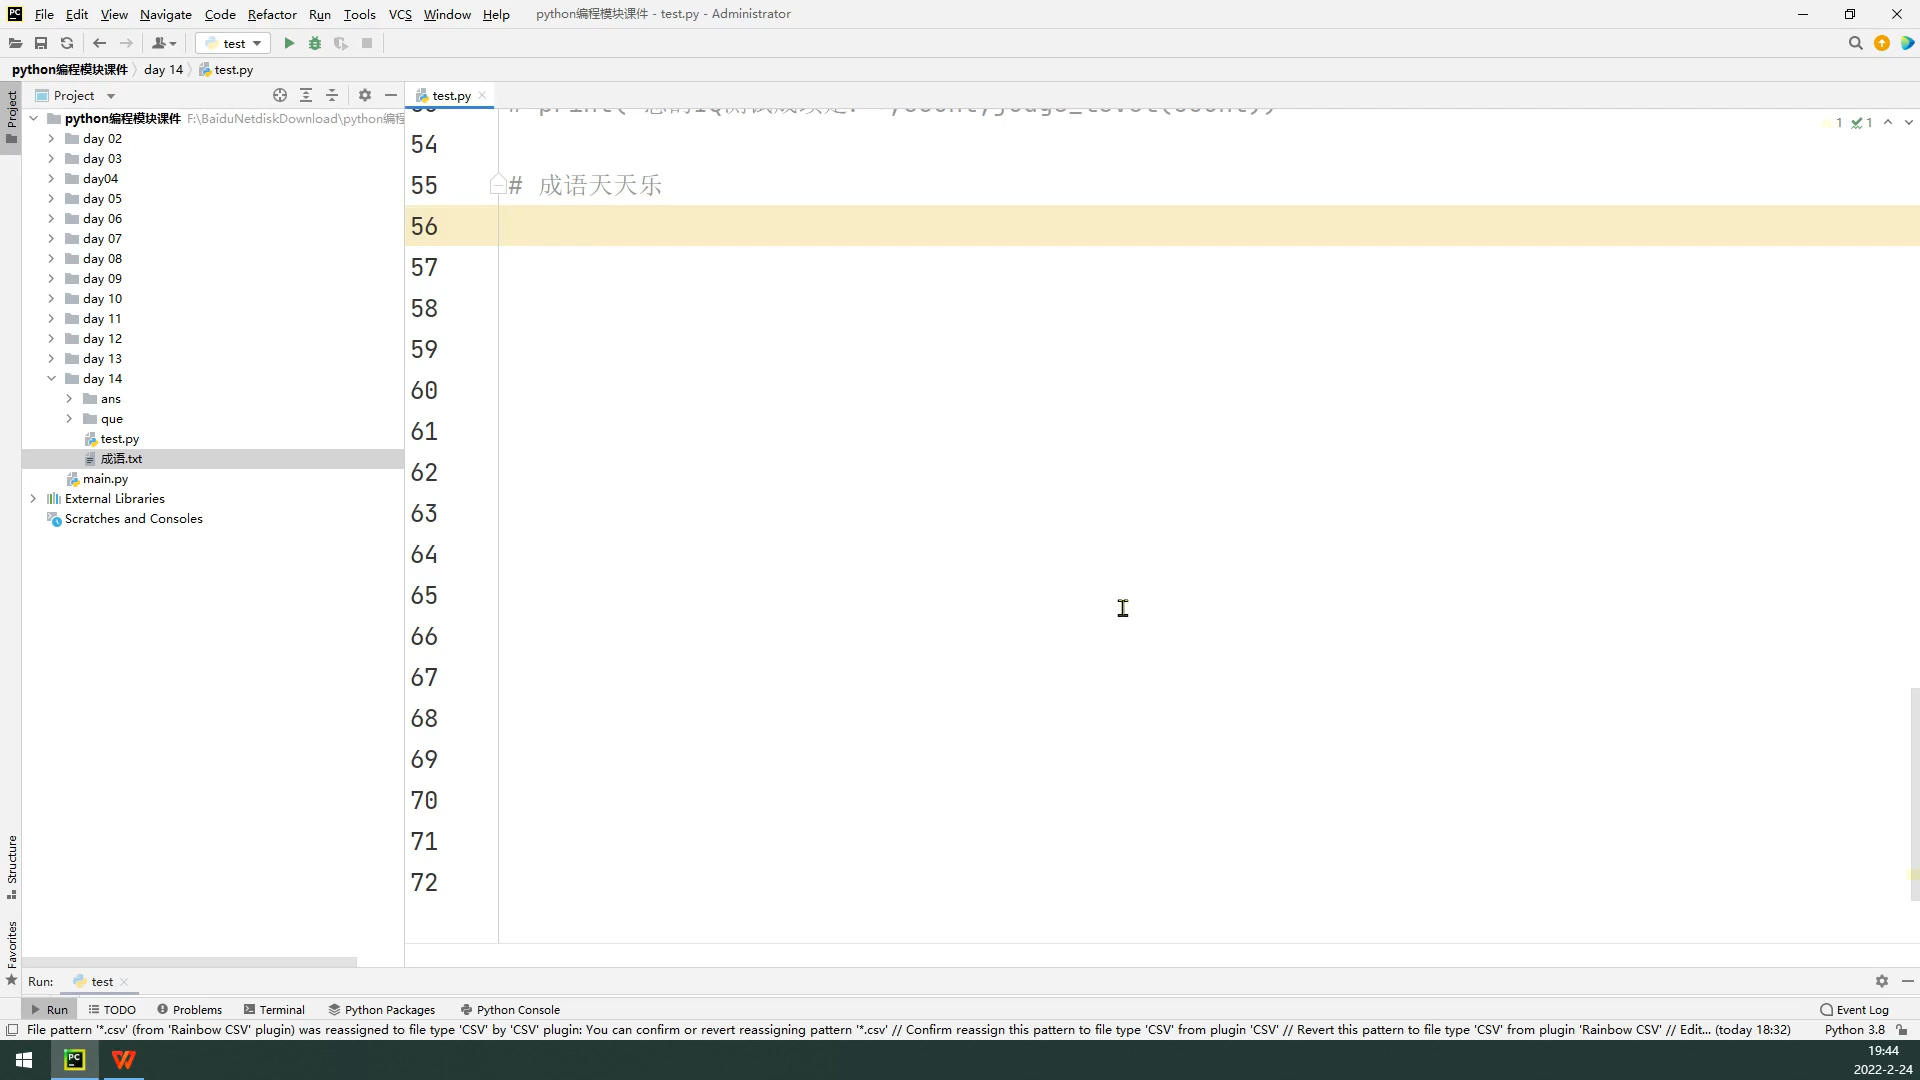 File Edit View Navigate Code Refactor Run Tools VCS Window Help python编程模块课件 - test.py - Administrator
test
python编程模块课件 day 14 test.py
Project
Project
test.py
python编程模块课件 F:\BaiduNetdiskDownload\python编程
1 1
day 02
day 03
day04
day 05
day 06
day 07
day 08
day 09
day 10
day 11
day 12
day 13
day 14
ans
que
test.py
成语.txt
main.py
External Libraries
Scratches and Consoles
54
55 # 成语天天乐
56
57
58
59
60
61
62
63
64
65
66
67
68
69
70
71
72
Structure
Favorites
Run: test
Run TODO Problems Terminal Python Packages Python Console Event Log
File pattern '*.csv' (from 'Rainbow CSV' plugin) was reassigned to file type 'CSV' by 'CSV' plugin: You can confirm or revert reassigning pattern '*.csv' // Confirm reassign this pattern to file type 'CSV' from plugin 'CSV' // Revert this pattern to file type 'CSV' from plugin 'Rainbow CSV' // Edit... (today 18:32) Python 3.8
19:44
2022-2-24